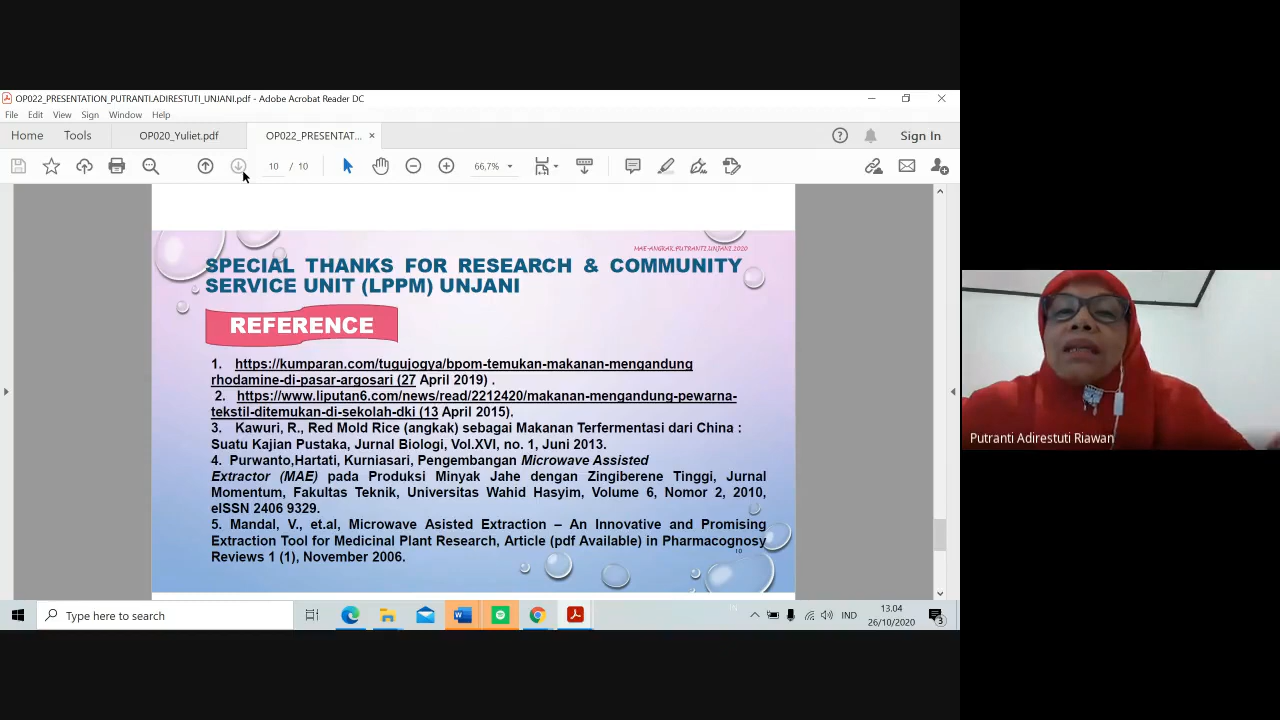 OP022_PRESENTATION_PUTRANTI.ADIRESTUTI_UNJANI.pdf - Adobe Acrobat Reader DC
File Edit View Sign Window Help
Home Tools OP020_Yuliet.pdf OP022_PRESENTAT... × Sign In
10 / 10 66,7%
MAE-ANGKAK.PUTRANTI.UNJANI.2020
SPECIAL THANKS FOR RESEARCH & COMMUNITY
SERVICE UNIT (LPPM) UNJANI
REFERENCE
1. https://kumparan.com/tugujogya/bpom-temukan-makanan-mengandung
rhodamine-di-pasar-argosari (27 April 2019) .
2. https://www.liputan6.com/news/read/2212420/makanan-mengandung-pewarna-
tekstil-ditemukan-di-sekolah-dki (13 April 2015).
3. Kawuri, R., Red Mold Rice (angkak) sebagai Makanan Terfermentasi dari China :
Suatu Kajian Pustaka, Jurnal Biologi, Vol.XVI, no. 1, Juni 2013.
4. Purwanto,Hartati, Kurniasari, Pengembangan Microwave Assisted
Extractor (MAE) pada Produksi Minyak Jahe dengan Zingiberene Tinggi, Jurnal
Momentum, Fakultas Teknik, Universitas Wahid Hasyim, Volume 6, Nomor 2, 2010,
eISSN 2406 9329.
5. Mandal, V., et.al, Microwave Asisted Extraction – An Innovative and Promising
Extraction Tool for Medicinal Plant Research, Article (pdf Available) in Pharmacognosy
Reviews 1 (1), November 2006.
10
Putranti Adirestuti Riawan
Type here to search
IND
13.04
26/10/2020
3